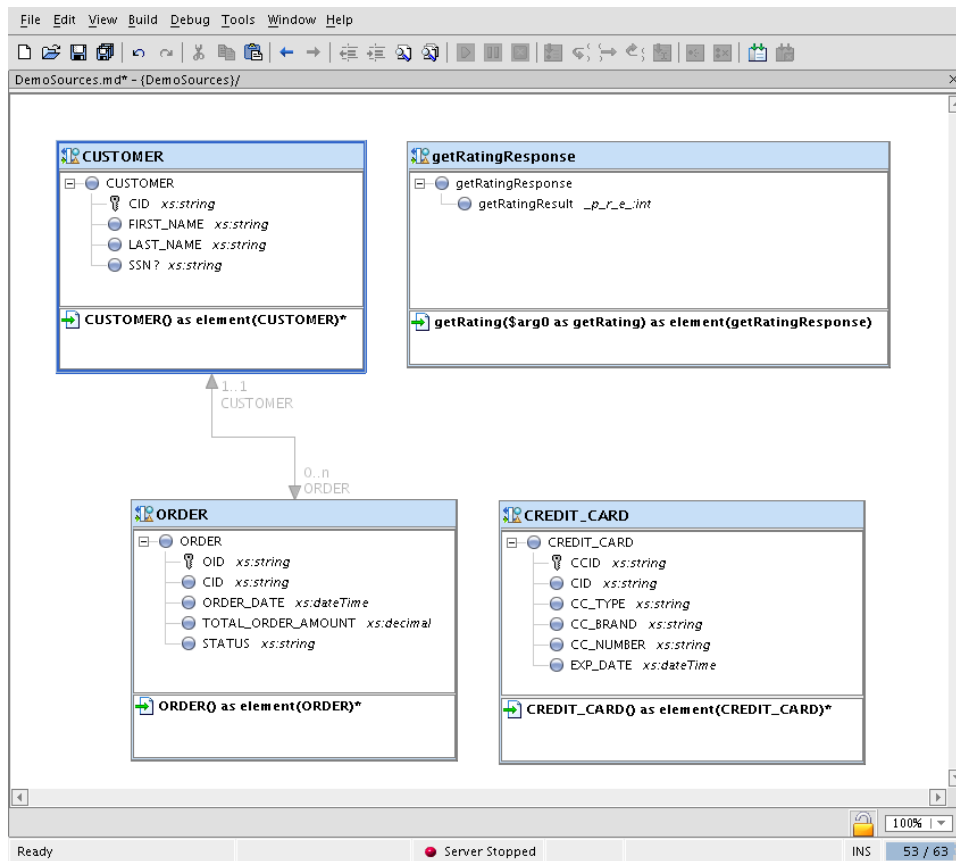 File Edit View Build Debug Tools Window Help
DemoSources.md* - {DemoSources}/
CUSTOMER
CUSTOMER
CID xs:string
FIRST_NAME xs:string
LAST_NAME xs:string
SSN ? xs:string
CUSTOMER() as element(CUSTOMER)*
getRatingResponse
getRatingResponse
getRatingResult _p_r_e_:int
getRating($arg0 as getRating) as element(getRatingResponse)
1..1
CUSTOMER
0..n
ORDER
ORDER
ORDER
OID xs:string
CID xs:string
ORDER_DATE xs:dateTime
TOTAL_ORDER_AMOUNT xs:decimal
STATUS xs:string
ORDER() as element(ORDER)*
CREDIT_CARD
CREDIT_CARD
CCID xs:string
CID xs:string
CC_TYPE xs:string
CC_BRAND xs:string
CC_NUMBER xs:string
EXP_DATE xs:dateTime
CREDIT_CARD() as element(CREDIT_CARD)*
100%
Ready Server Stopped INS 53 / 63